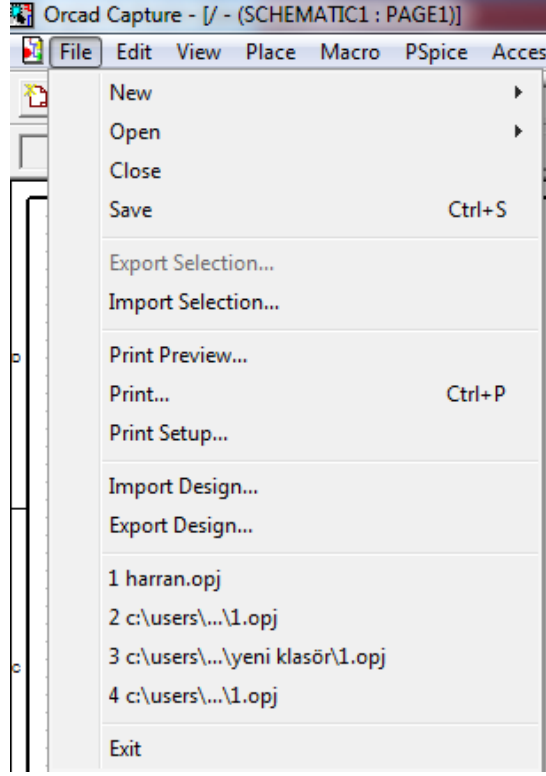 Orcad Capture - [/ - (SCHEMATIC1 : PAGE1)]
File Edit View Place Macro PSpice
New
Open
Close
Save Ctrl+S
Export Selection...
Import Selection...
Print Preview...
Print... Ctrl+P
Print Setup...
Import Design...
Export Design...
1 harran.opj
2 c:\users\...\1.opj
3 c:\users\...\yeni klasör\1.opj
4 c:\users\...\1.opj
Exit